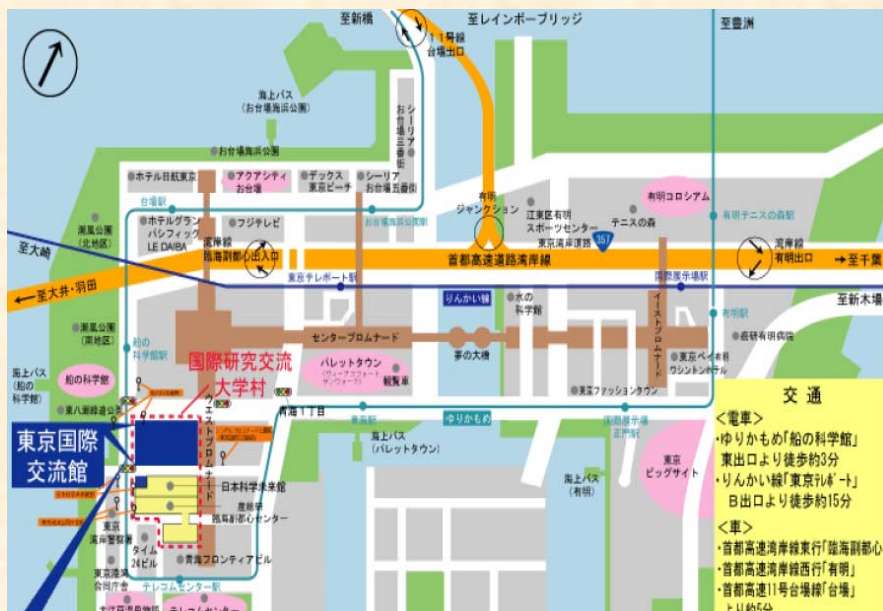 至新橋
至レインボーブリッジ
至豊洲
11号線
台場出口
海上バス
(お台場海浜公園)
シーリア
お台場三番街
お台場海浜公園
ホテル日航東京
アクアシティ
お台場
デックス
東京ビーチ
シーリア
お台場五番街
有明
ジャンクション
江東区有明
スポーツセンター
テニスの森
有明コロシアム
有明テニスの森駅
台場駅
お台場海浜公園駅
潮風公園
(北地区)
ホテルグラン
パシフィック
LE DAIBA
フジテレビ
湾岸線
臨海副都心出入口
東京湾岸道路
357
首都高速道路湾岸線
湾岸線
有明出口
至千葉
至大崎
至大井・羽田
東京テレポート駅
りんかい線
国際展示場駅
至新木場
水の
科学館
有明駅
潮風公園
(南地区)
船の
科学館駅
センタープロムナード
夢の大橋
イーストプロムナード
癌研有明病院
海上バス
(船の
科学館)
船の科学館
国際研究交流
大学村
パレットタウン
観覧車
東京ベイ有明
ワシントンホテル
東京ファッションタウン
東八潮緑道公園
ウエストプロムナード
青海1丁目
青海駅
ゆりかもめ
国際展示場
正門駅
東京国際
交流館
海上バス
(パレットタウン)
海上バス
(有明)
東京
ビッグサイト
日本科学未来館
産総研
臨海副都心センター
東京
湾岸警察署
タイム
24ビル
青海フロンティアビル
東京港湾
合同庁舎
テレコムセンター駅
テレコムセンター
交通
<電車>
・ゆりかもめ「船の科学館」
東出口より徒歩約3分
・りんかい線「東京テレポート」
B出口より徒歩約15分
<車>
・首都高速湾岸線東行「臨海副都心
・首都高速湾岸線西行「有明」
・首都高速11号台場線「台場」
より約5分